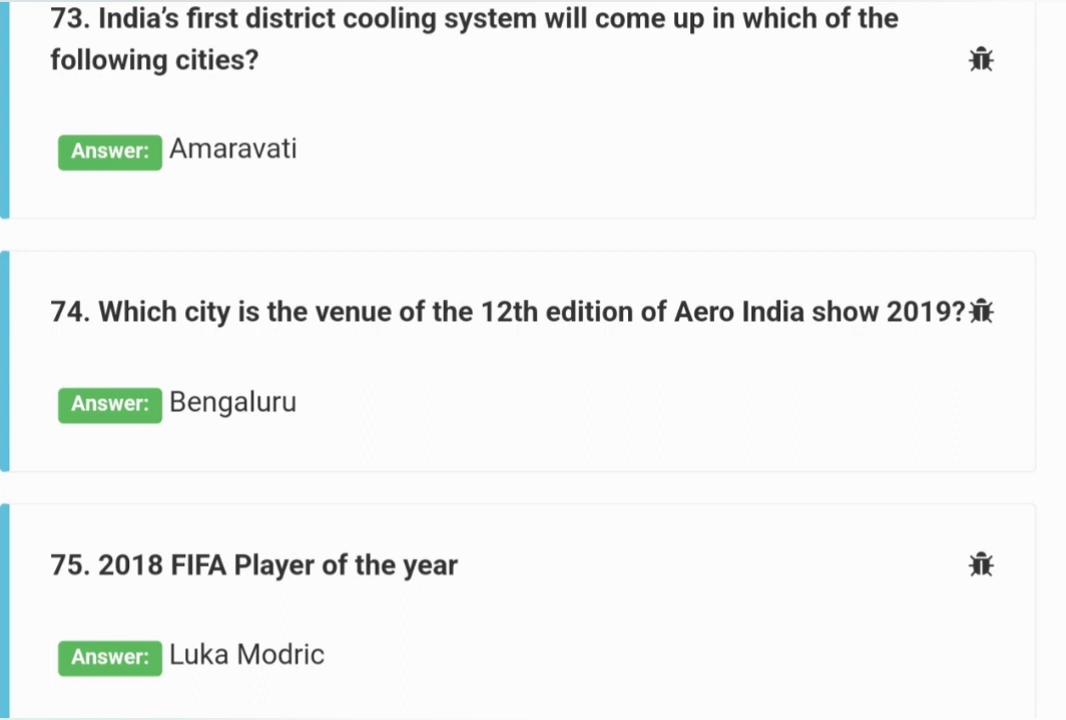 73. India’s first district cooling system will come up in which of the
following cities?
Answer: Amaravati
74. Which city is the venue of the 12th edition of Aero India show 2019?
Answer: Bengaluru
75. 2018 FIFA Player of the year
Answer: Luka Modric